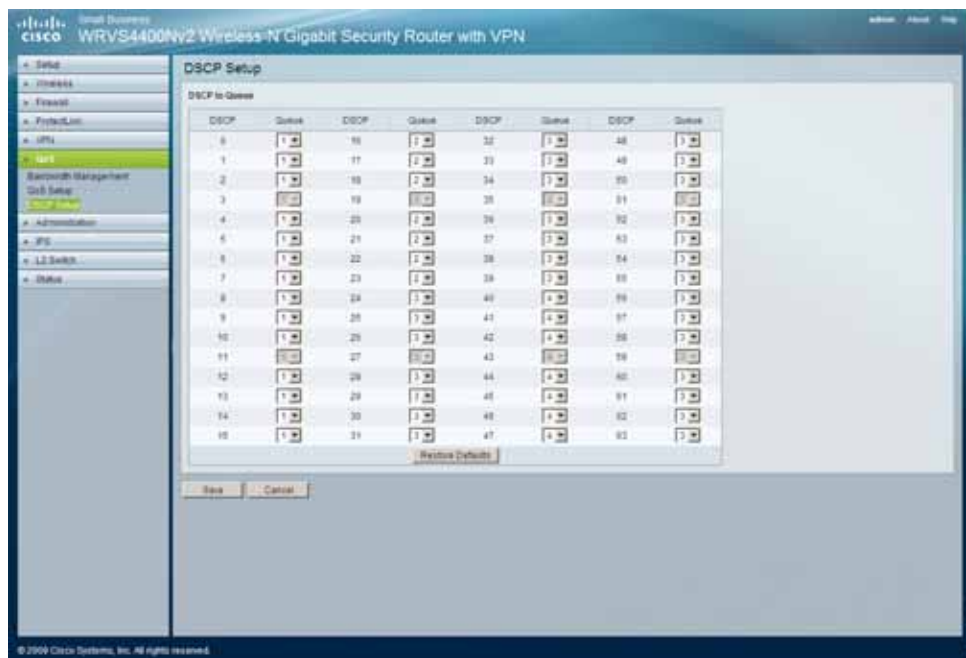 Small Business
cisco WRVS4400Nv2 Wireless-N Gigabit Security Router with VPN
admin About Help
Setup
Wireless
Firewall
ProtectLink
VPN
QoS
Bandwidth Management
QoS Setup
DSCP Setup
Administration
IPS
L2 Switch
Status
DSCP Setup
DSCP to Queue
DSCP Queue DSCP Queue DSCP Queue DSCP Queue
0 1 16 2 32 3 48 3
1 1 17 2 33 3 49 3
2 1 18 2 34 3 50 3
3 19 35 51
4 1 20 2 36 3 52 3
5 1 21 2 37 3 53 3
6 1 22 2 38 3 54 3
7 1 23 2 39 3 55 3
8 1 24 3 40 4 56 3
9 1 25 3 41 4 57 3
10 1 26 3 42 4 58 3
11 27 43 59
12 1 28 3 44 4 60 3
13 1 29 3 45 4 61 3
14 1 30 3 46 4 62 3
15 1 31 3 47 4 63 3
Restore Defaults
Save Cancel
© 2009 Cisco Systems, Inc. All rights reserved.